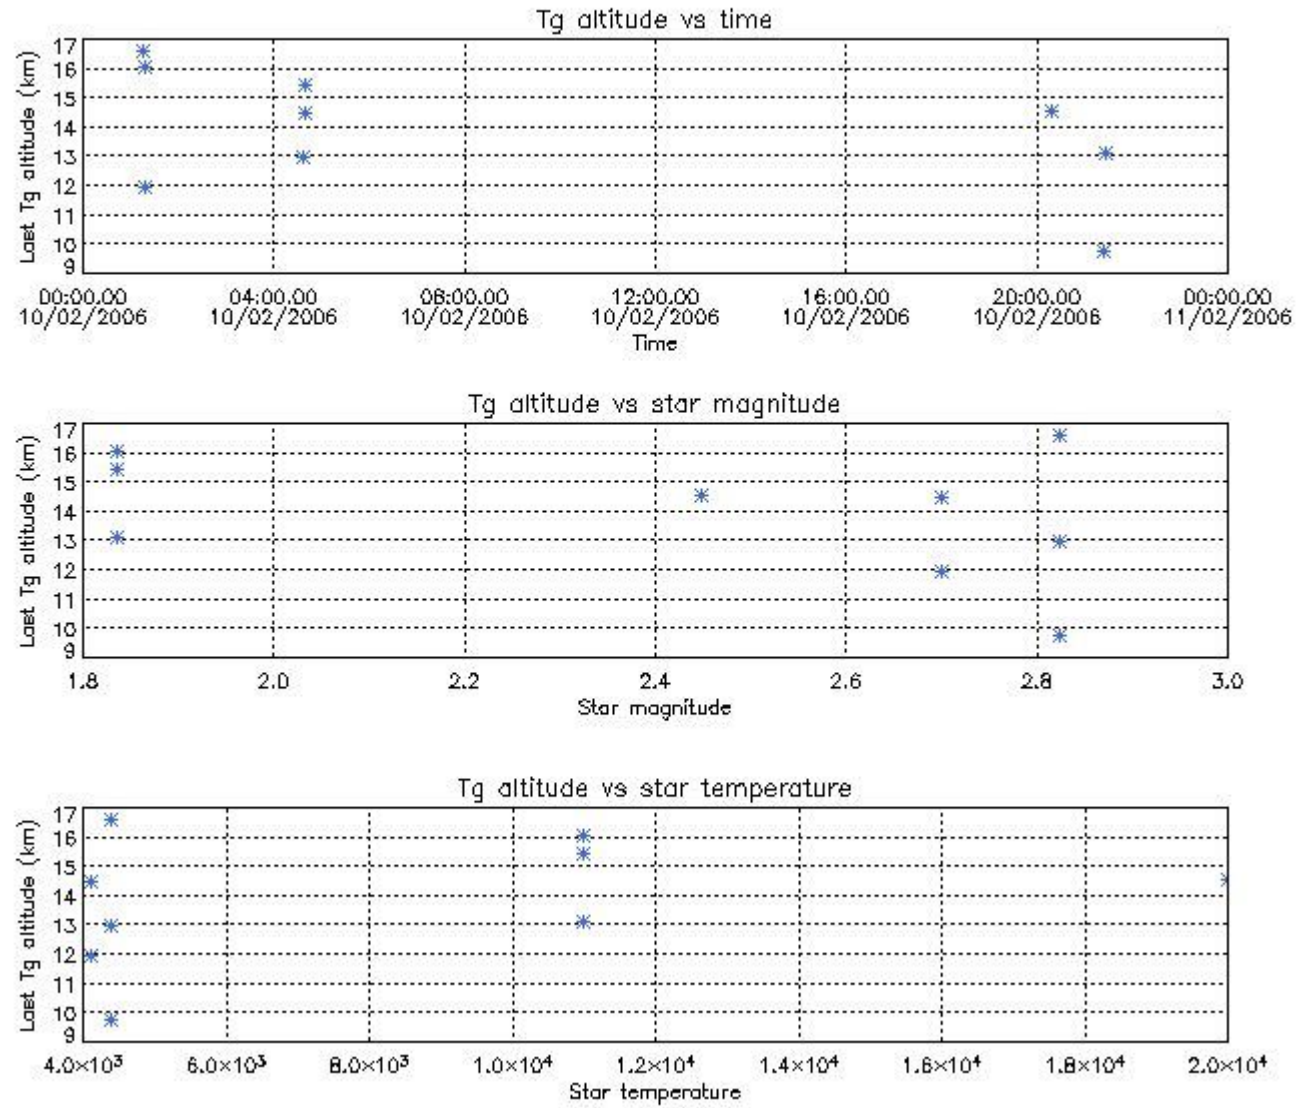 Tg altitude vs time
Last Tg altitude (km)
17
16
15
14
13
12
11
10
9
00:00.00 04:00.00 08:00.00 12:00.00 16:00.00 20:00.00 00:00.00
10/02/2006 10/02/2006 10/02/2006 10/02/2006 10/02/2006 10/02/2006 11/02/2006
Time
Tg altitude vs star magnitude
Last Tg altitude (km)
17
16
15
14
13
12
11
10
9
1.8 2.0 2.2 2.4 2.6 2.8 3.0
Star magnitude
Tg altitude vs star temperature
Last Tg altitude (km)
17
16
15
14
13
12
11
10
9
4.0×10³ 6.0×10³ 8.0×10³ 1.0×10⁴ 1.2×10⁴ 1.4×10⁴ 1.6×10⁴ 1.8×10⁴ 2.0×10⁴
Star temperature